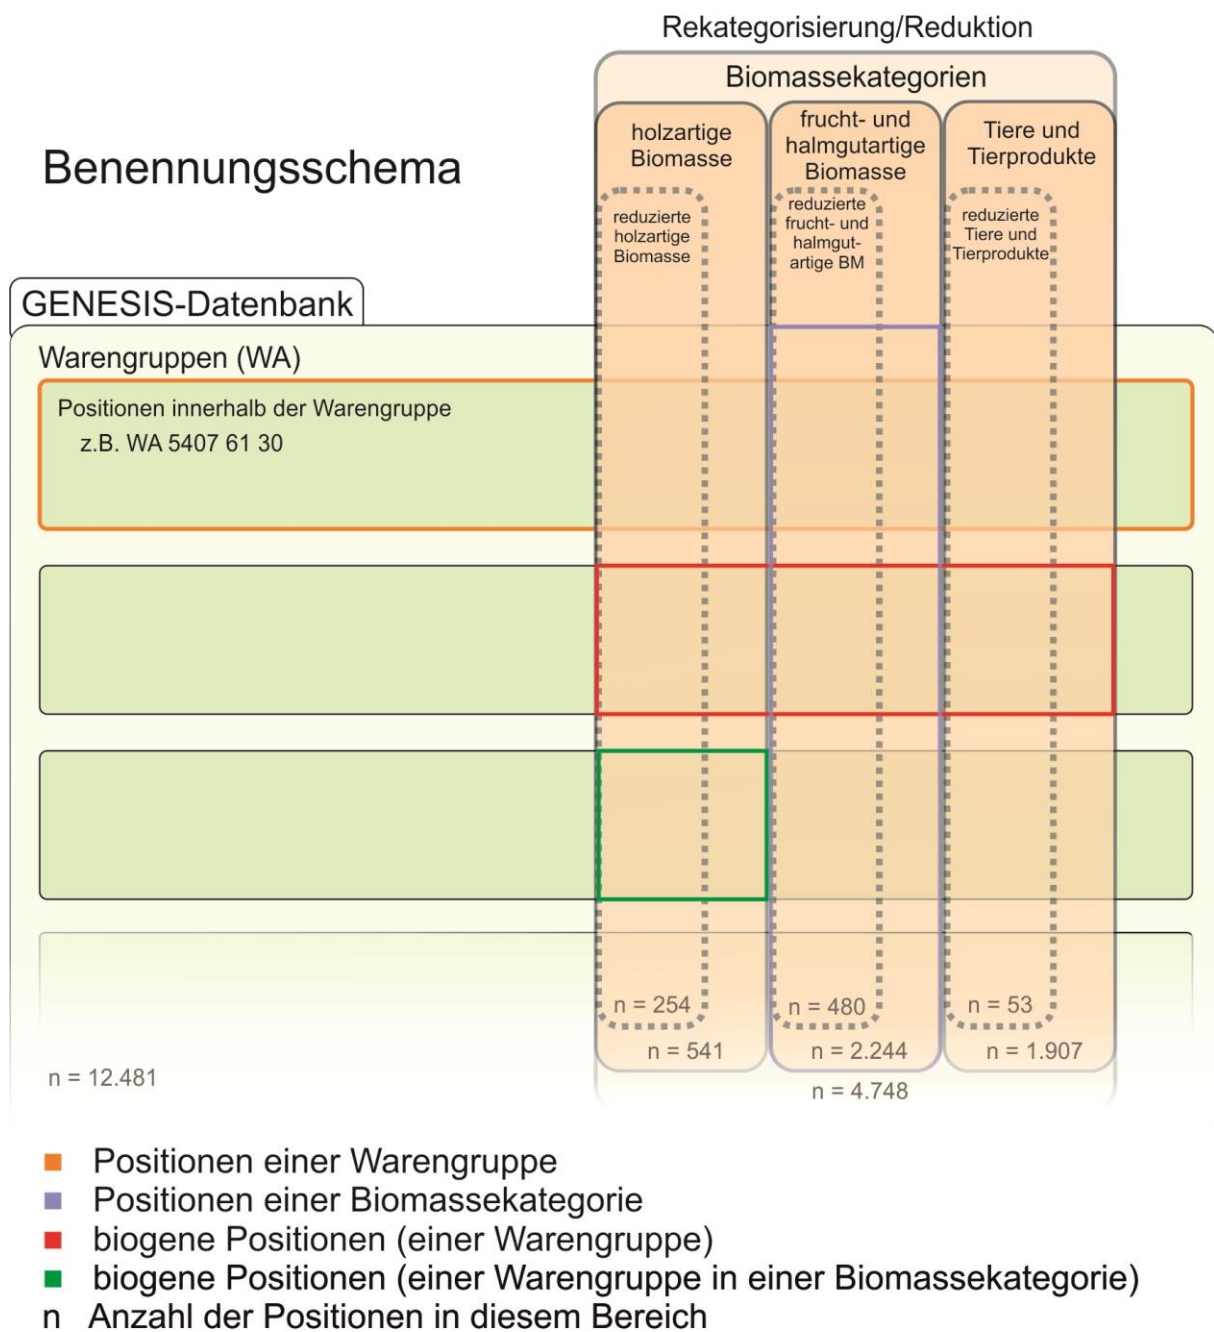 Rekategorisierung/Reduktion
Biomassekategorien
holzartige
Biomasse
frucht- und
halmgutartige
Biomasse
Tiere und
Tierprodukte
Benennungsschema
reduzierte
holzartige
Biomasse
reduzierte
frucht- und
halmgut-
artige BM
reduzierte
Tiere und
Tierprodukte
GENESIS-Datenbank
Warengruppen (WA)
Positionen innerhalb der Warengruppe
z.B. WA 5407 61 30
n = 254
n = 480
n = 53
n = 541
n = 2.244
n = 1.907
n = 12.481
n = 4.748
Positionen einer Warengruppe
Positionen einer Biomassekategorie
biogene Positionen (einer Warengruppe)
biogene Positionen (einer Warengruppe in einer Biomassekategorie)
n Anzahl der Positionen in diesem Bereich